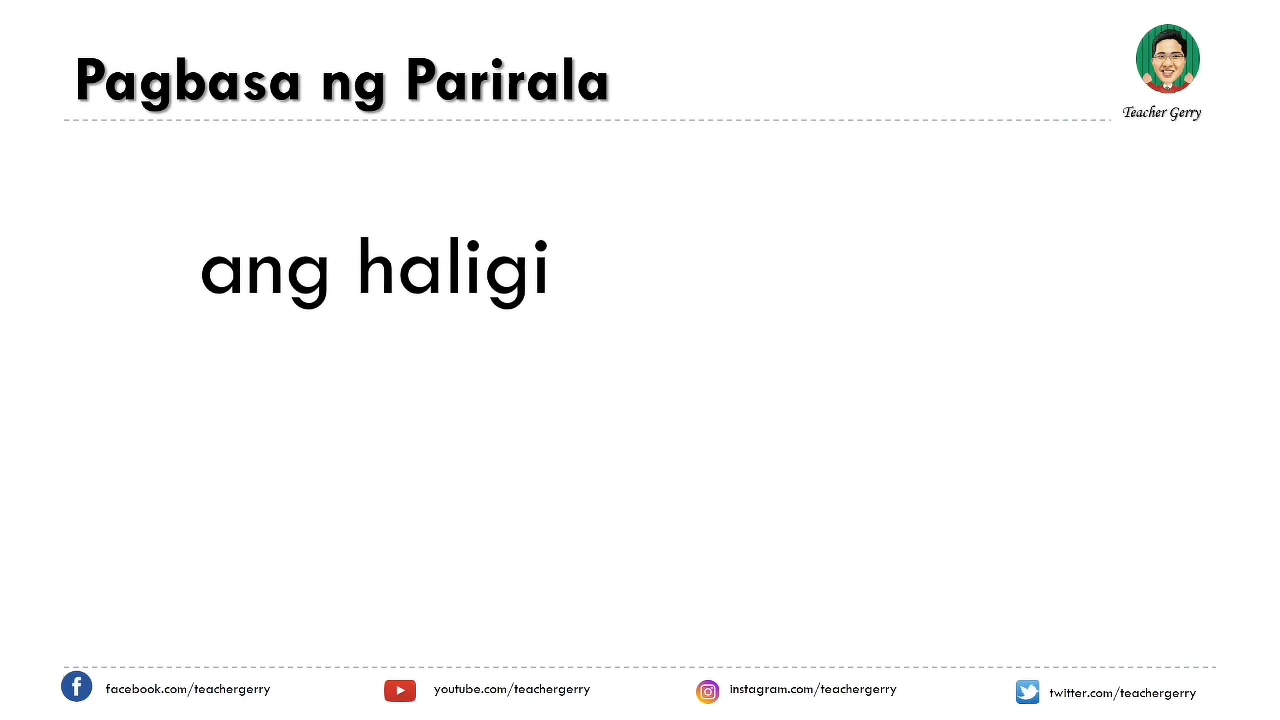 Pagbasa ng Parirala
Teacher Gerry
ang haligi
facebook.com/teachergerry
youtube.com/teachergerry
instagram.com/teachergerry
twitter.com/teachergerry